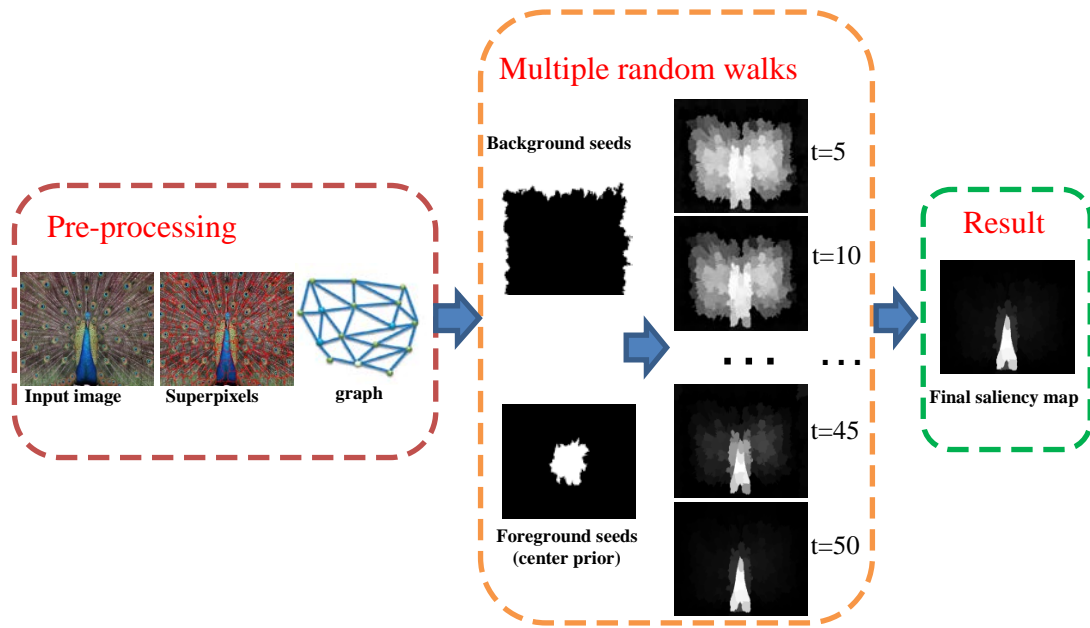 Pre-processing
Input image
Superpixels
graph
Multiple random walks
Background seeds
Foreground seeds
(center prior)
t=5
t=10
... ...
t=45
t=50
Result
Final saliency map